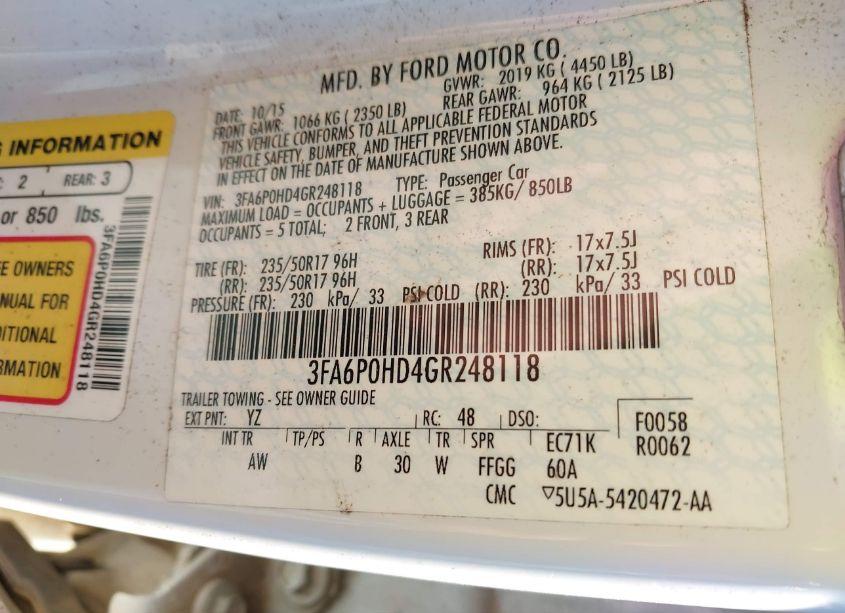 MFD. BY FORD MOTOR CO.
DATE: 10/15 GVWR: 2019 KG ( 4450 LB)
FRONT GAWR: 1066 KG ( 2350 LB) REAR GAWR: 964 KG ( 2125 LB)
THIS VEHICLE CONFORMS TO ALL APPLICABLE FEDERAL MOTOR
VEHICLE SAFETY, BUMPER, AND THEFT PREVENTION STANDARDS
IN EFFECT ON THE DATE OF MANUFACTURE SHOWN ABOVE.
VIN: 3FA6P0HD4GR248118 TYPE: Passenger Car
MAXIMUM LOAD = OCCUPANTS + LUGGAGE = 385KG/ 850LB
OCCUPANTS = 5 TOTAL; 2 FRONT, 3 REAR
TIRE (FR): 235/50R17 96H RIMS (FR): 17x7.5J
(RR): 235/50R17 96H (RR): 17x7.5J
PRESSURE (FR): 230 kPa/ 33 PSI COLD (RR): 230 kPa/ 33 PSI COLD
3FA6P0HD4GR248118
TRAILER TOWING - SEE OWNER GUIDE
EXT PNT: YZ RC: 48 DSO: F0058
INT TR TP/PS R AXLE TR SPR EC71K R0062
AW B 30 W FFGG 60A
CMC ▽5U5A-5420472-AA
INFORMATION
2 REAR: 3
or 850 lbs.
OWNERS
FOR
3FA6P0HD4GR248118